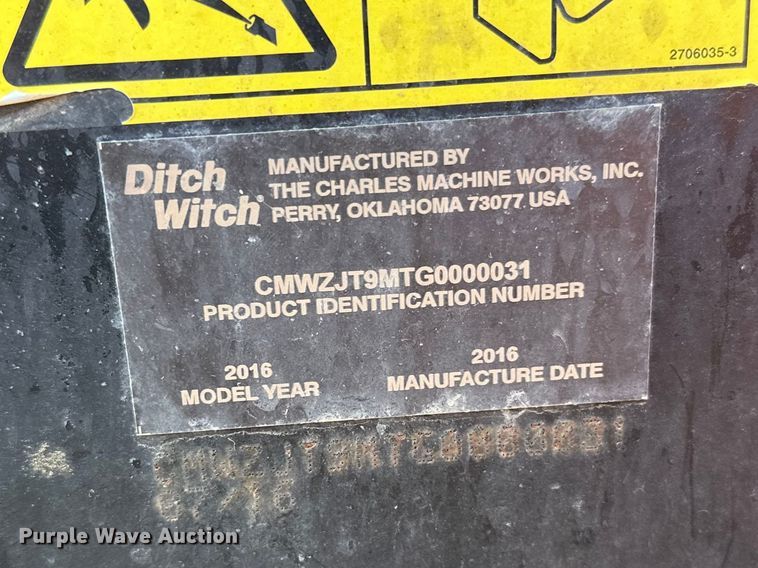 2706035-3
Ditch
Witch®
MANUFACTURED BY
THE CHARLES MACHINE WORKS, INC.
PERRY, OKLAHOMA 73077 USA
CMWZJT9MTG0000031
PRODUCT IDENTIFICATION NUMBER
2016
MODEL YEAR
2016
MANUFACTURE DATE
Purple Wave Auction